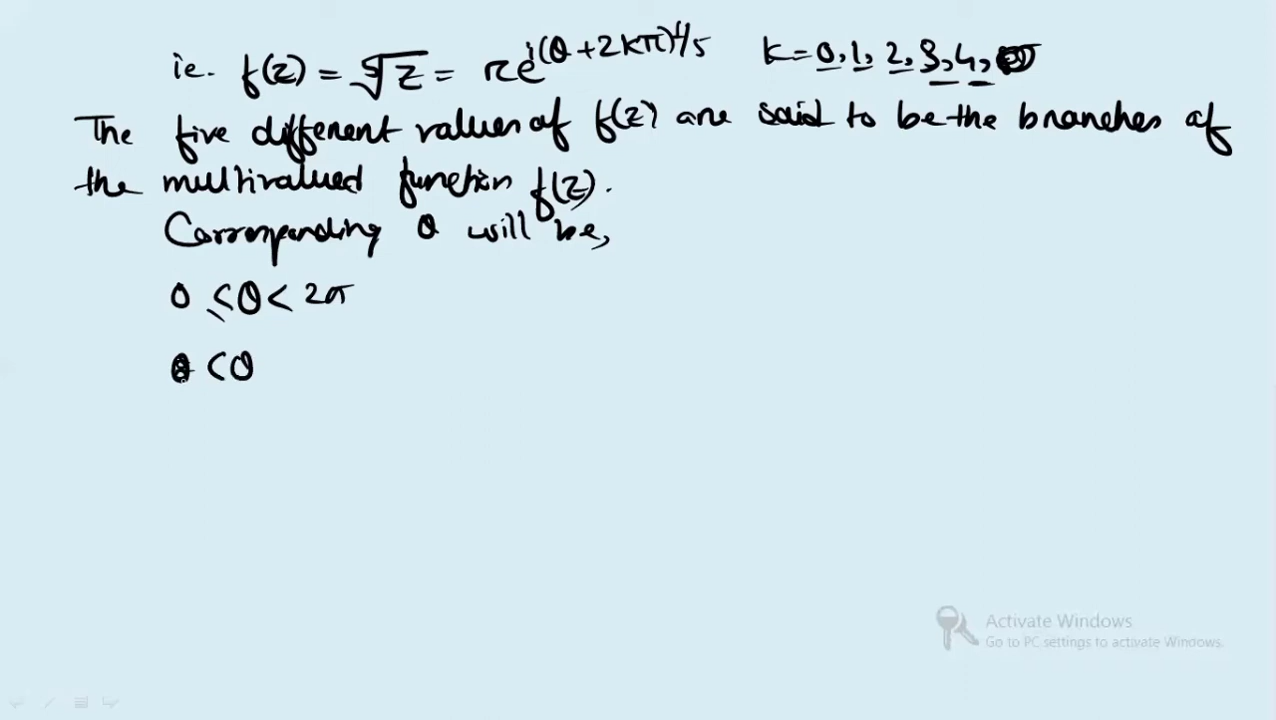 ie. f(z) = ⁵√z = re^{i(θ+2kπ)^{1/5}} k = 0, 1, 2, 3, 4,
The five different values of f(z) are said to be the branches of
the multivalued function f(z).
Corresponding θ will be,
0 ≤ θ < 2π
< θ
Activate Windows
Go to PC settings to activate Windows.